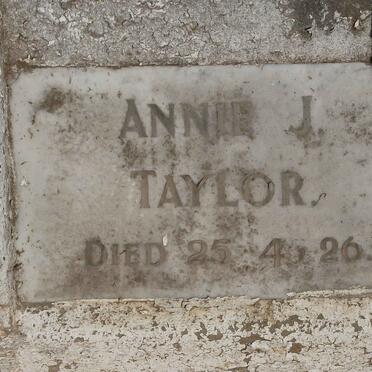 ANNIE J.
TAYLOR.
DIED 25. 4. 26.